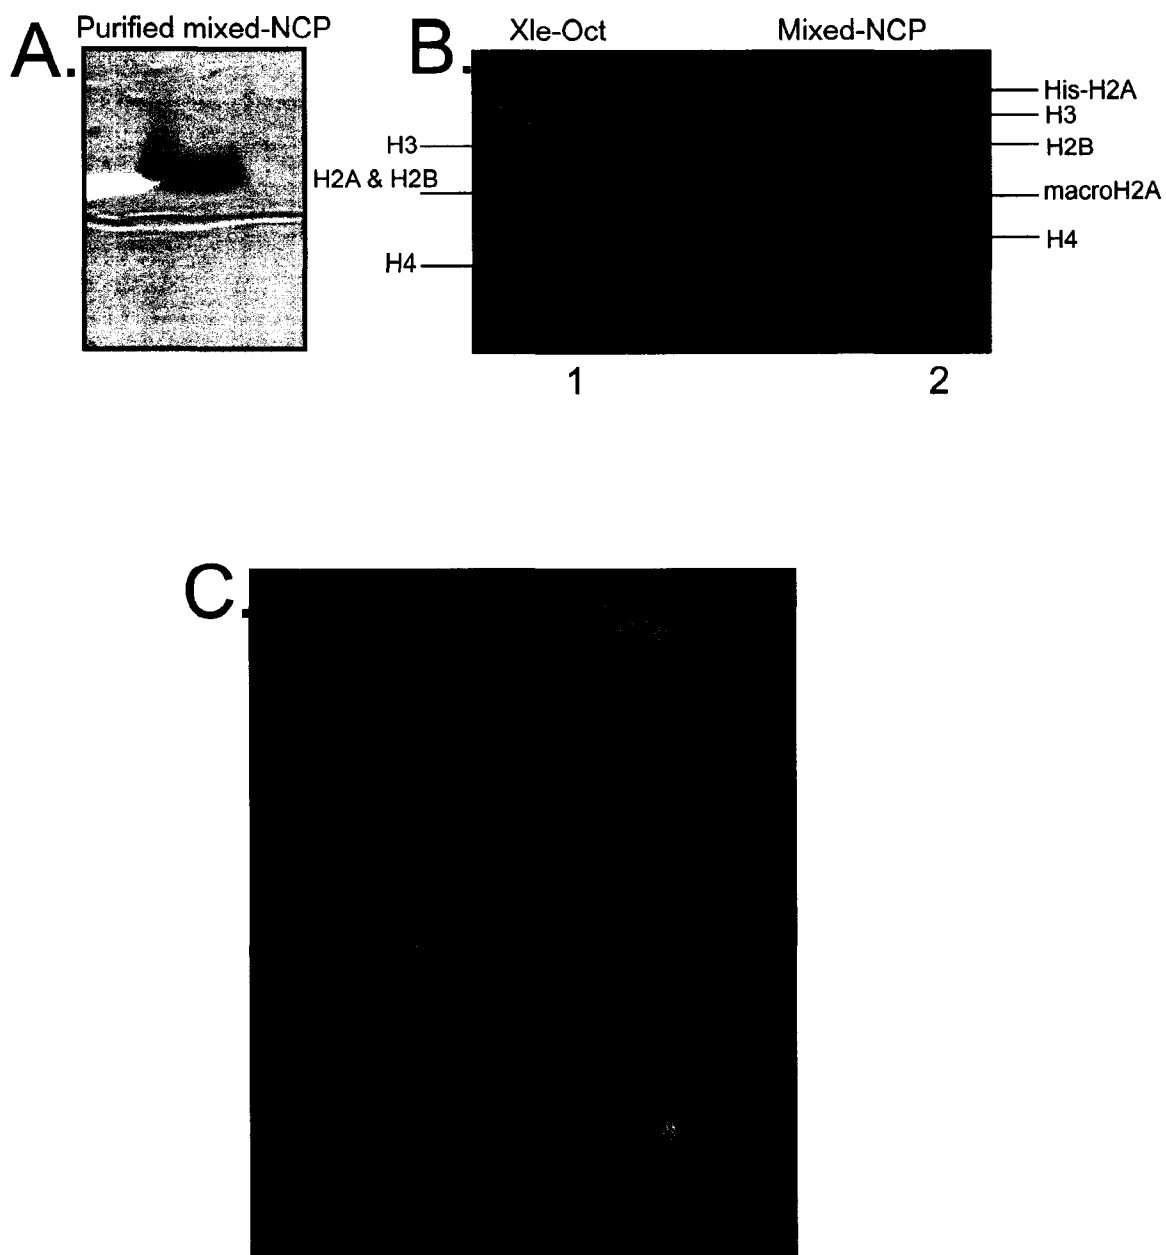 A.
Purified mixed-NCP
B.
Xle-Oct
Mixed-NCP
H3
H2A & H2B
H4
His-H2A
H3
H2B
macroH2A
H4
1
2
C.